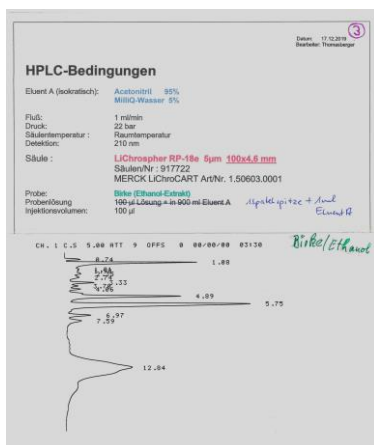 3
Datum: 17.12.2019
Bearbeiter: Thomasberger
HPLC-Bedingungen
Eluent A (isokratisch): Acetonitril 95%
MilliQ-Wasser 5%
Fluß: 1 ml/min
Druck: 22 bar
Säulentemperatur : Raumtemperatur
Detektion: 210 nm
Säule : LiChrospher RP-18e 5µm 100x4,6 mm
Säulen/Nr : 917722
MERCK LiChroCART Art/Nr. 1.50603.0001
Probe: Birke (Ethanol-Extrakt)
Probenlösung 100 µl Lösung + in 900 ml Eluent A 1 Spatelspitze + 1ml
Injektionsvolumen: 100 µl Eluent A
Birke/Ethanol
CH. 1 C.S 5.00 ATT 9 OFFS 0 00/00/00 03:30
0.74
1.08
3.33
4.89
5.75
6.97
7.59
12.84